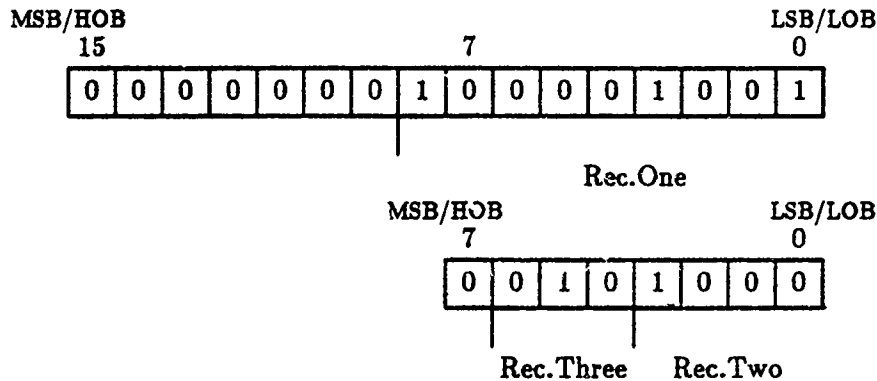 MSB/HOB LSB/LOB
15 7 0
0 0 0 0 0 0 0 1 0 0 0 0 1 0 0 1
Rec.One
MSB/HOB LSB/LOB
7 0
0 0 1 0 1 0 0 0
Rec.Three Rec.Two